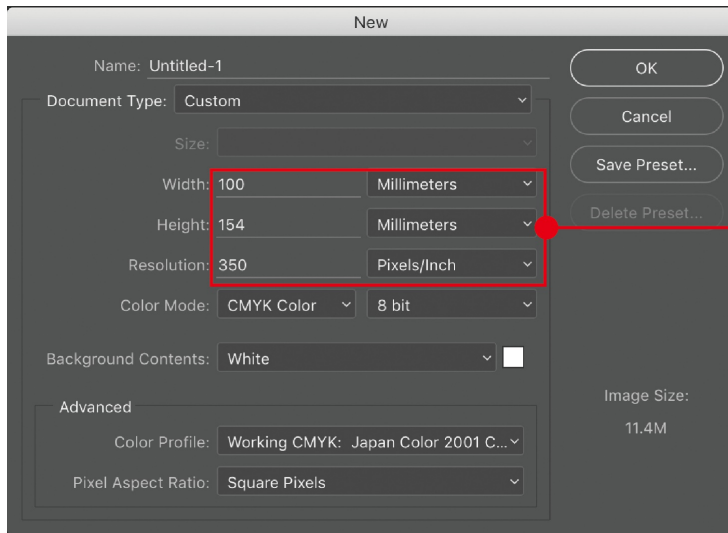 New
Name: Untitled-1
OK
Document Type: Custom
Cancel
Size:
Save Preset...
Width: 100 Millimeters
Delete Preset...
Height: 154 Millimeters
Resolution: 350 Pixels/Inch
Color Mode: CMYK Color 8 bit
Background Contents: White
Image Size:
11.4M
Advanced
Color Profile: Working CMYK: Japan Color 2001 C...
Pixel Aspect Ratio: Square Pixels